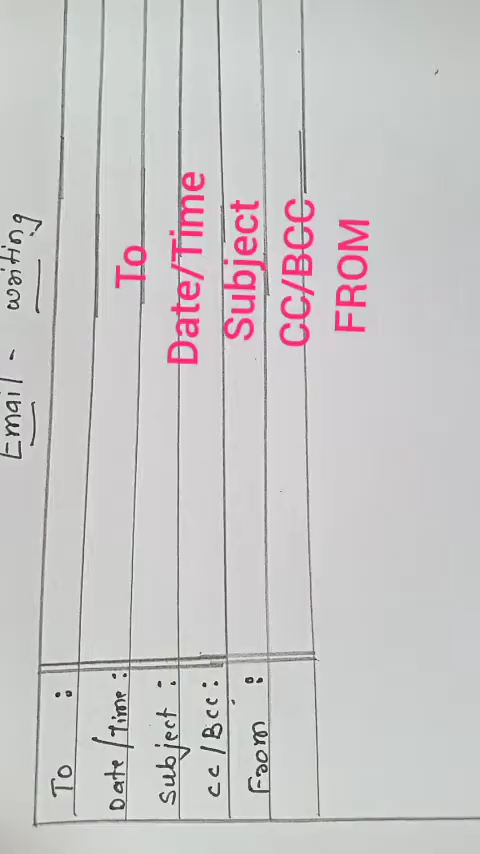 Email - writing
To :
Date/Time :
Subject :
cc/Bcc :
From :
To
Date/Time
Subject
CC/BCC
FROM